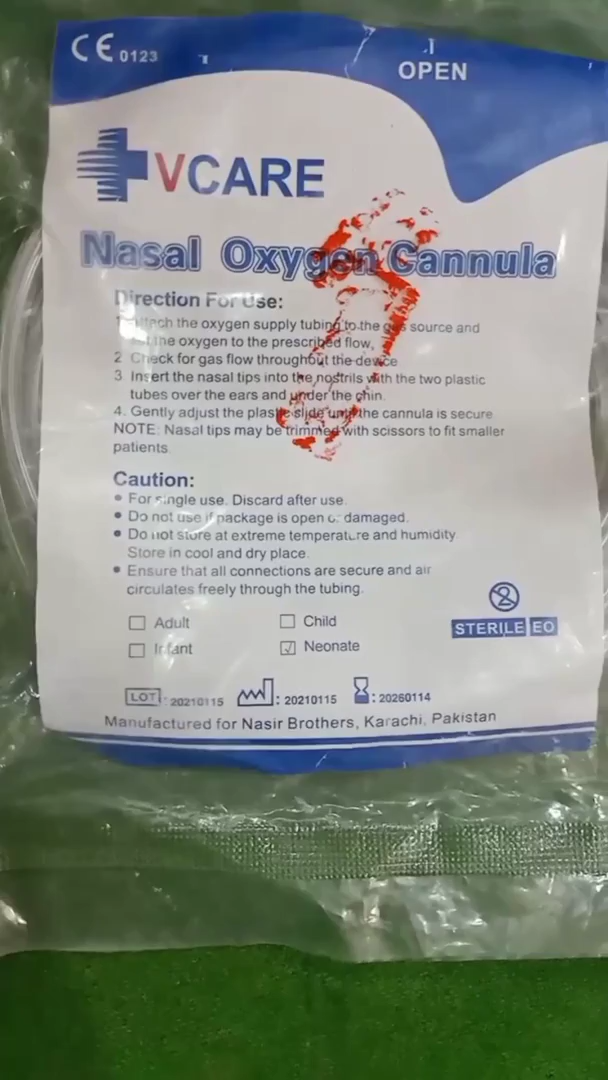 CE 0123
OPEN
VCARE
Nasal Oxygen Cannula
Direction For Use:
the oxygen supply tubing to the gas source and
the oxygen to the prescribed flow,
2 Check for gas flow throughout the device
3 Insert the nasal tips into the nostrils with the two plastic
tubes over the ears and under the chin.
4. Gently adjust the plastic slide until the cannula is secure
NOTE: Nasal tips may be trimmed with scissors to fit smaller
patients.
Caution:
• For single use. Discard after use.
• Do not use if package is open or damaged.
• Do not store at extreme temperature and humidity.
Store in cool and dry place.
• Ensure that all connections are secure and air
circulates freely through the tubing.
☐ Adult ☐ Child
☐ Infant ☑ Neonate
2
STERILE EO
LOT : 20210115 : 20210115 : 20260114
Manufactured for Nasir Brothers, Karachi, Pakistan